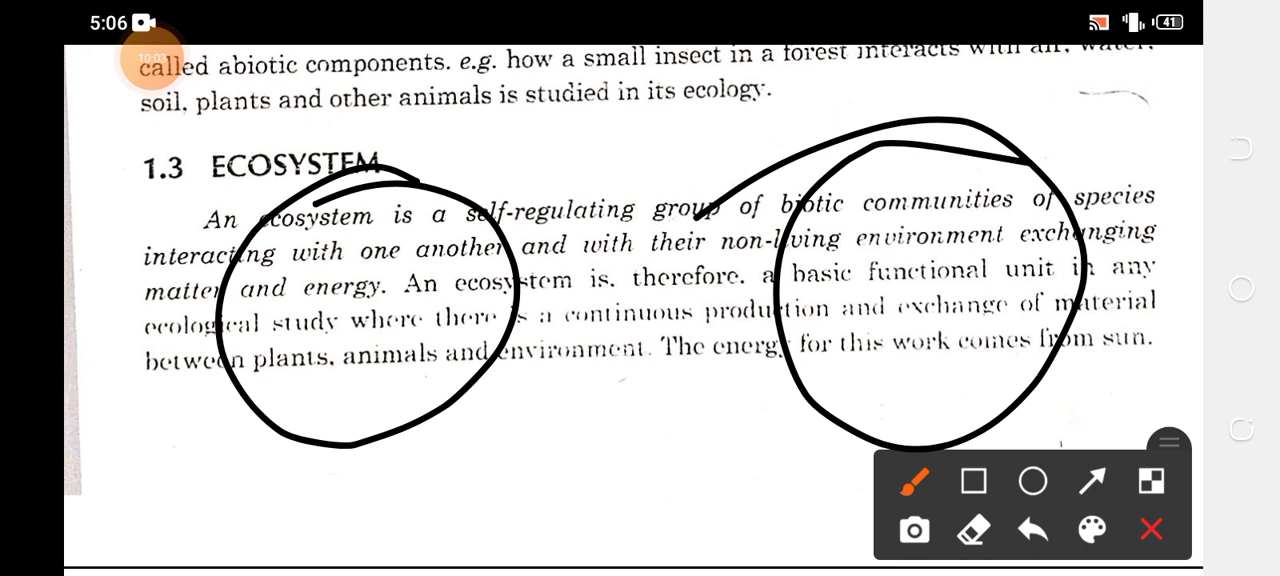 5:06
41
10:03
called abiotic components. e.g. how a small insect in a forest interacts with air, water,
soil, plants and other animals is studied in its ecology.
1.3 ECOSYSTEM
An ecosystem is a self-regulating group of biotic communities of species
interacting with one another and with their non-living environment exchanging
matter and energy. An ecosystem is, therefore, a basic functional unit in any
ecological study where there is a continuous production and exchange of material
between plants, animals and environment. The energy for this work comes from sun.